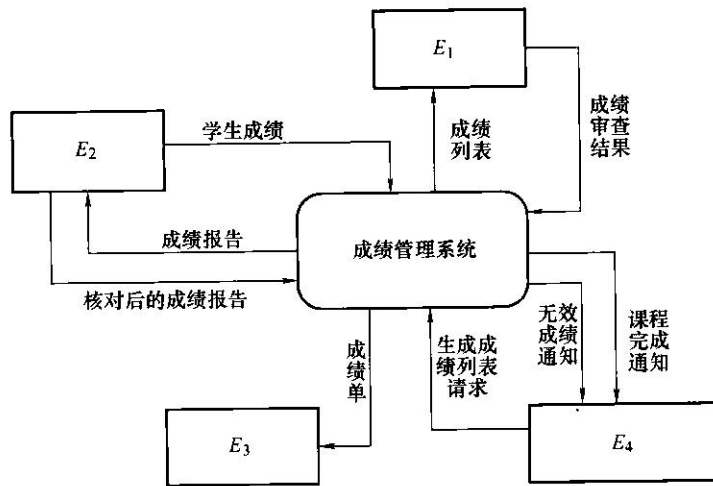 E1
成绩
审查
结果
学生成绩
成绩
列表
E2
成绩报告
成绩管理系统
核对后的成绩报告
成
绩
单
生成成
绩列表
请求
无效
成绩
通知
课程
完成
通知
E3
E4